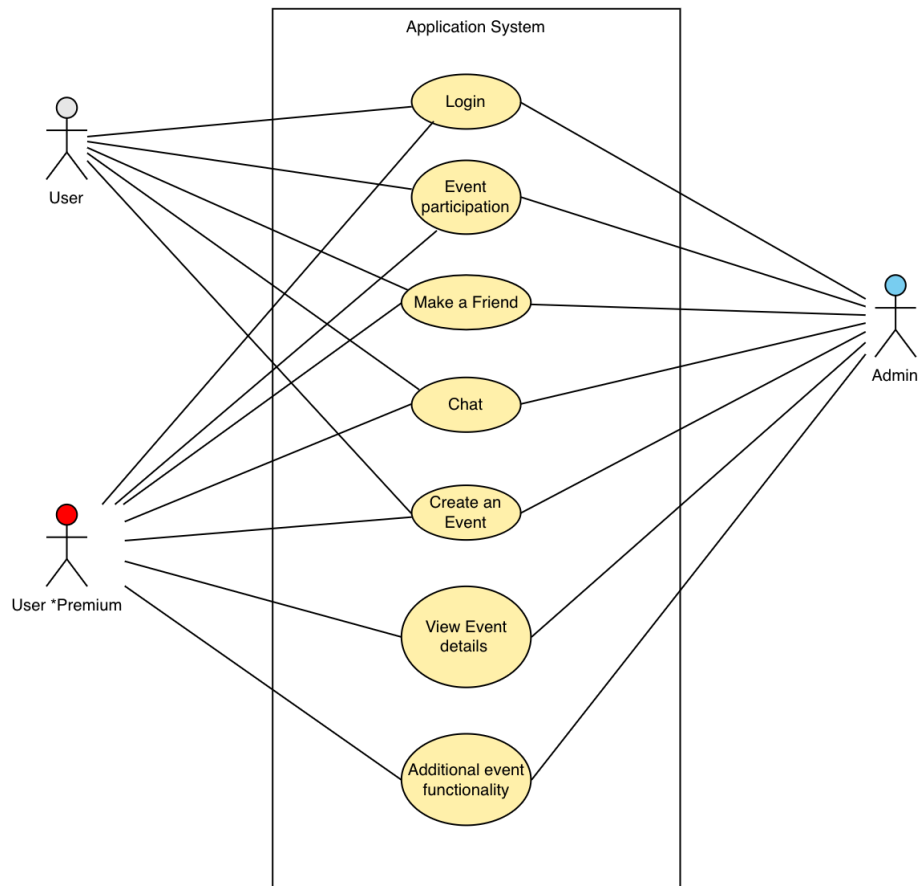 Application System
Login
User
Event
participation
Make a Friend
Admin
Chat
Create an
Event
User *Premium
View Event
details
Additional event
functionality